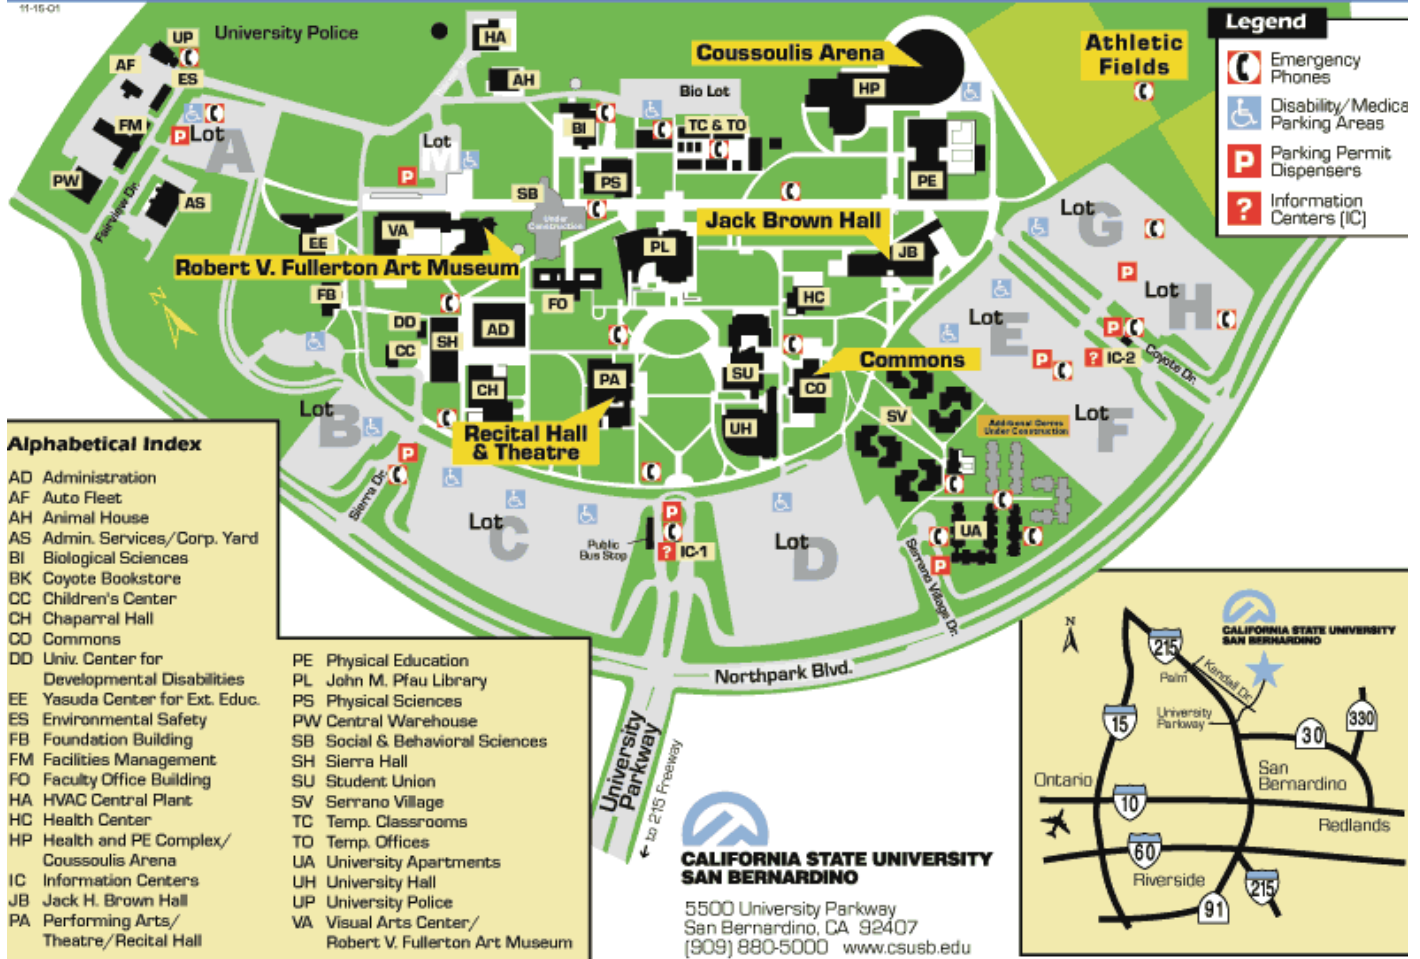 11-15-01
UP
University Police
HA
AF
ES
AH
Coussoulis Arena
Athletic
Fields
HP
Bio Lot
FM
Lot
A
Lot
M
BI
TC & TO
PW
AS
SB
PS
PE
Fairview Dr.
Under
Construction
EE
VA
PL
Jack Brown Hall
JB
Lot
G
Robert V. Fullerton Art Museum
FB
FO
HC
Lot
H
N
DD
SH
AD
Lot
E
CC
Commons
IC-2
Coyote Dr.
CH
PA
SU
CO
Lot
B
Recital Hall
& Theatre
UH
SV
Additional Dorms
Under Construction
Lot
F
Sierra Dr.
Lot
C
Public
Bus Stop
IC-1
Lot
D
UA
Serrano Village Dr.
Northpark Blvd.
University
Parkway
← to 215 Freeway
Legend
Emergency
Phones
Disability/Medica
Parking Areas
P
Parking Permit
Dispensers
?
Information
Centers (IC)
Alphabetical Index
AD Administration
AF Auto Fleet
AH Animal House
AS Admin. Services/Corp. Yard
BI Biological Sciences
BK Coyote Bookstore
CC Children's Center
CH Chaparral Hall
CO Commons
DD Univ. Center for
Developmental Disabilities
EE Yasuda Center for Ext. Educ.
ES Environmental Safety
FB Foundation Building
FM Facilities Management
FO Faculty Office Building
HA HVAC Central Plant
HC Health Center
HP Health and PE Complex/
Coussoulis Arena
IC Information Centers
JB Jack H. Brown Hall
PA Performing Arts/
Theatre/Recital Hall
PE Physical Education
PL John M. Pfau Library
PS Physical Sciences
PW Central Warehouse
SB Social & Behavioral Sciences
SH Sierra Hall
SU Student Union
SV Serrano Village
TC Temp. Classrooms
TO Temp. Offices
UA University Apartments
UH University Hall
UP University Police
VA Visual Arts Center/
Robert V. Fullerton Art Museum
CALIFORNIA STATE UNIVERSITY
SAN BERNARDINO
5500 University Parkway
San Bernardino, CA 92407
(909) 880-5000 www.csusb.edu
N
CALIFORNIA STATE UNIVERSITY
SAN BERNARDINO
215
Palm
Kendall Dr.
University
Parkway
15
30
330
San
Bernardino
Ontario
10
Redlands
60
Riverside
215
91